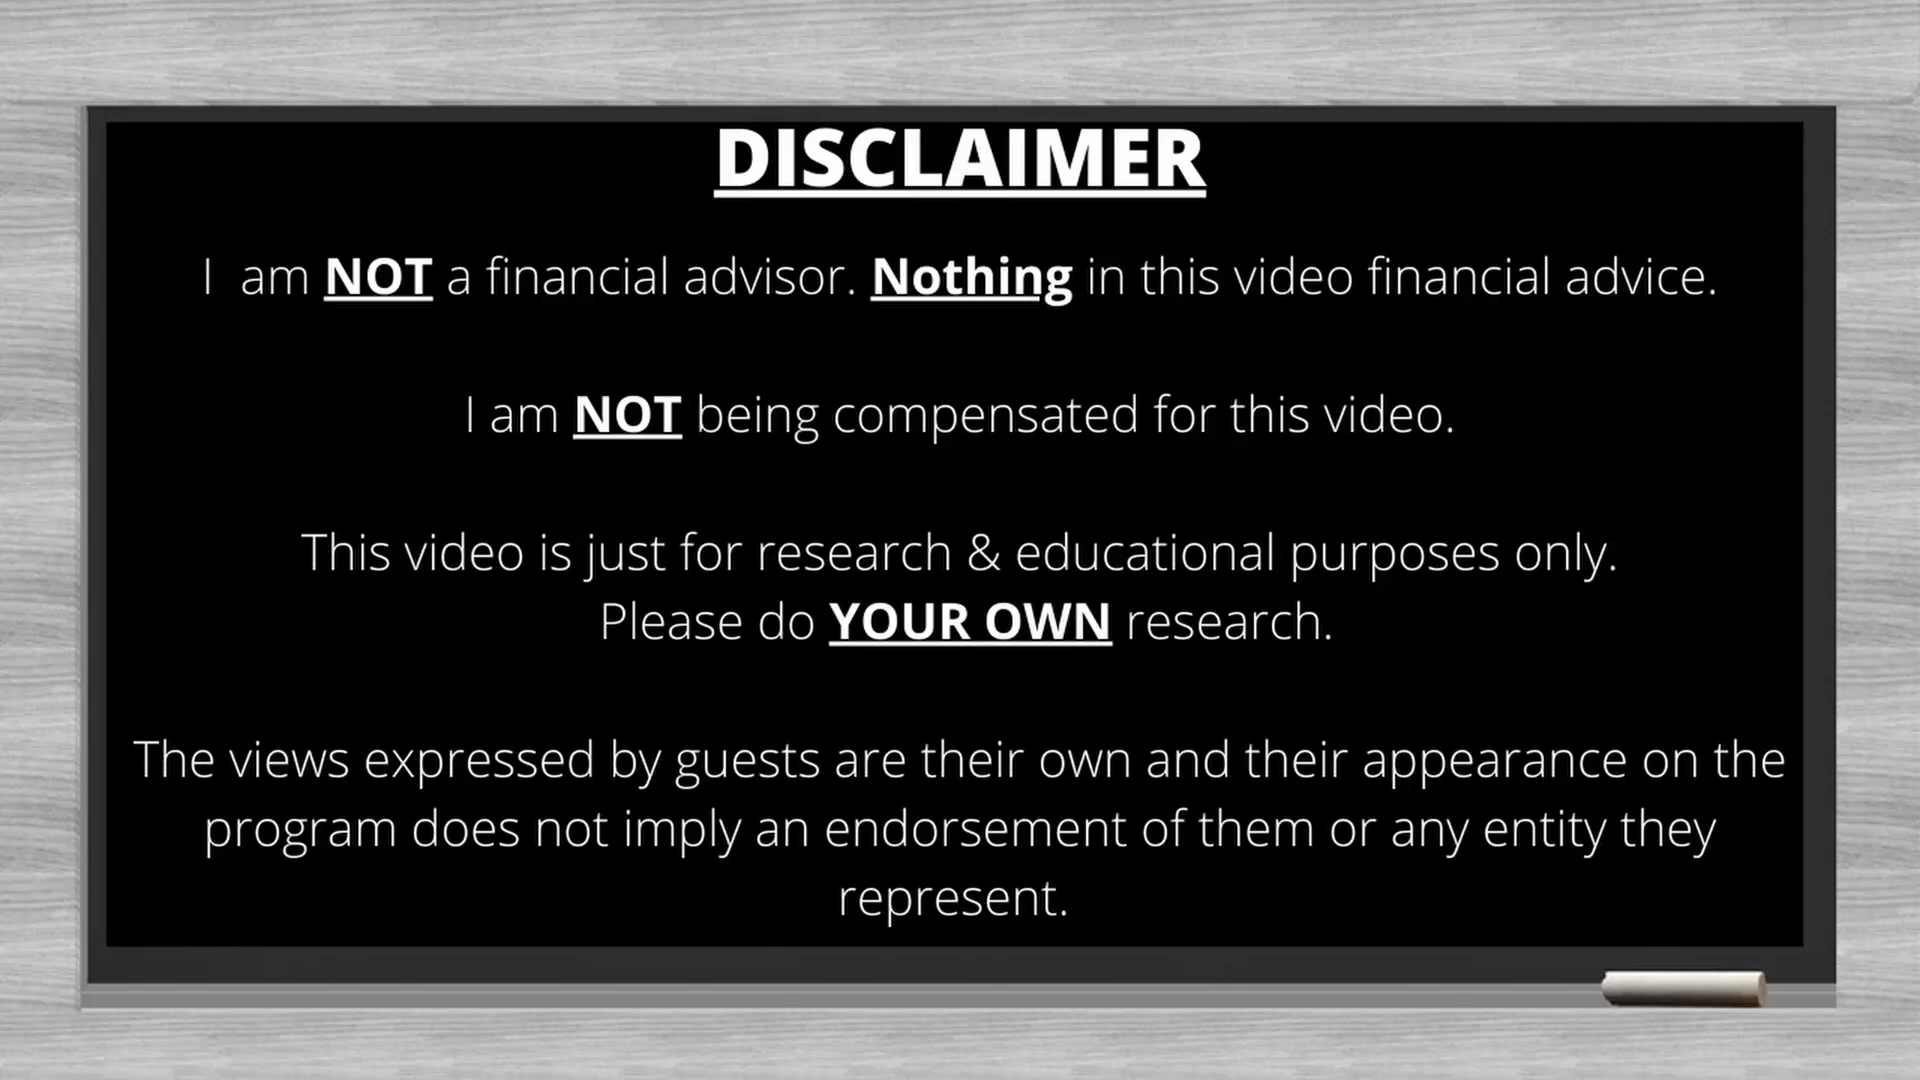 DISCLAIMER
I am NOT a financial advisor. Nothing in this video financial advice.
I am NOT being compensated for this video.
This video is just for research & educational purposes only.
Please do YOUR OWN research.
The views expressed by guests are their own and their appearance on the
program does not imply an endorsement of them or any entity they
represent.